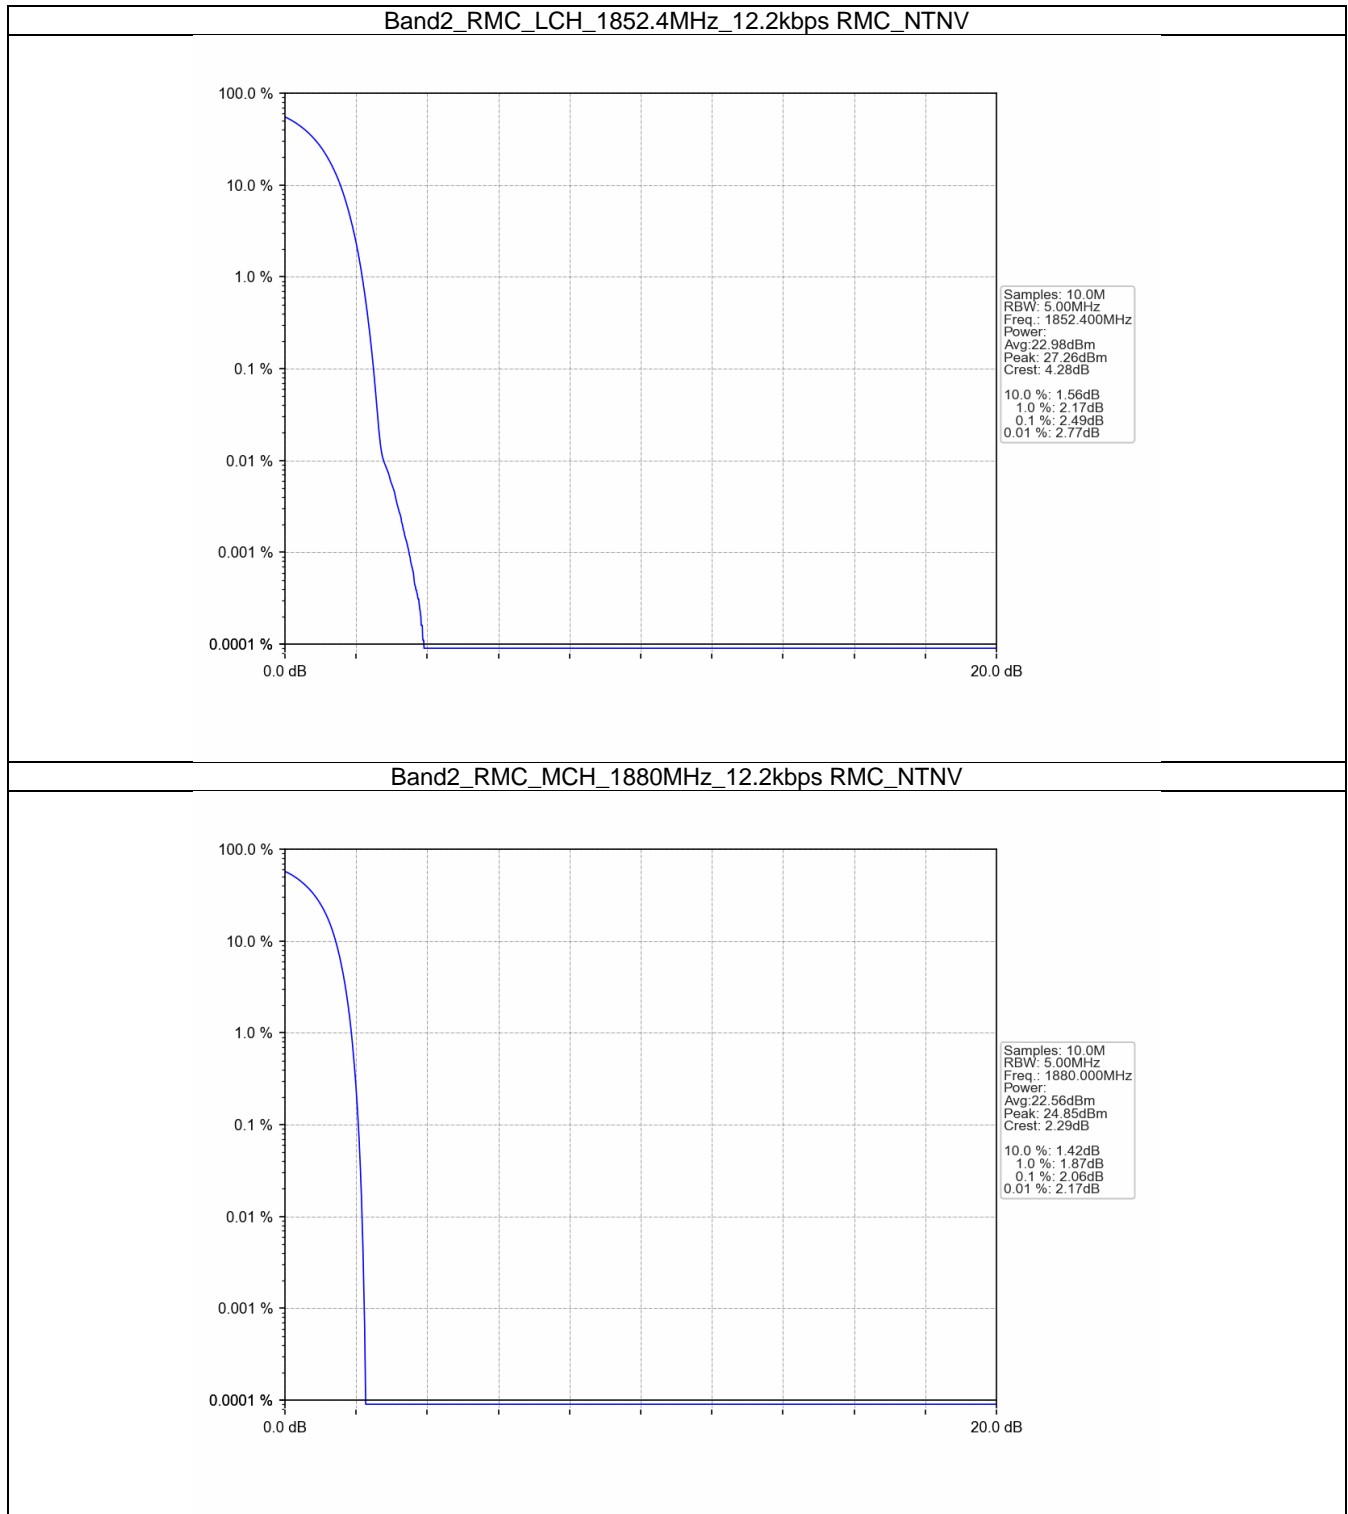 Band2_RMC_LCH_1852.4MHz_12.2kbps RMC_NTNV
100.0 %
10.0 %
1.0 %
0.1 %
0.01 %
0.001 %
0.0001 %
0.0 dB
20.0 dB
Samples: 10.0M
RBW: 5.00MHz
Freq.: 1852.400MHz
Power:
Avg:22.98dBm
Peak: 27.26dBm
Crest: 4.28dB
10.0 %: 1.56dB
1.0 %: 2.17dB
0.1 %: 2.49dB
0.01 %: 2.77dB
Band2_RMC_MCH_1880MHz_12.2kbps RMC_NTNV
100.0 %
10.0 %
1.0 %
0.1 %
0.01 %
0.001 %
0.0001 %
0.0 dB
20.0 dB
Samples: 10.0M
RBW: 5.00MHz
Freq.: 1880.000MHz
Power:
Avg:22.56dBm
Peak: 24.85dBm
Crest: 2.29dB
10.0 %: 1.42dB
1.0 %: 1.87dB
0.1 %: 2.06dB
0.01 %: 2.17dB